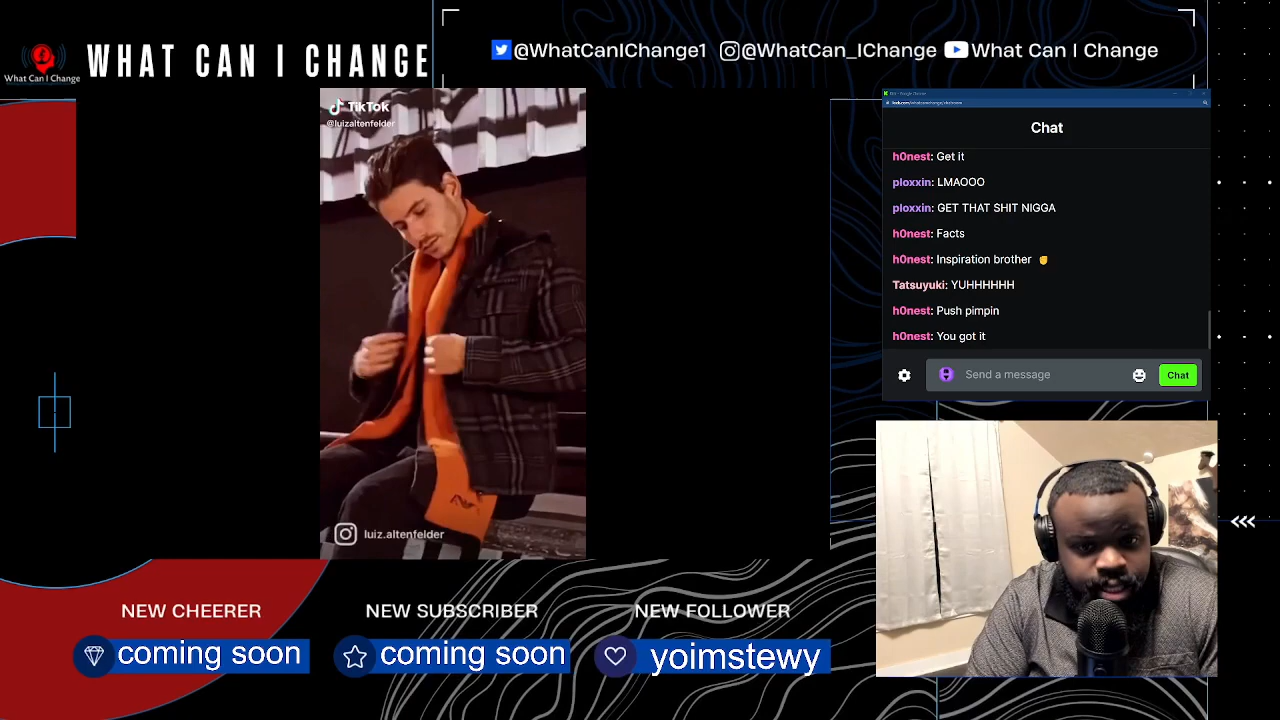 What Can I Change
WHAT CAN I CHANGE
@WhatCanIChange1 @WhatCan_IChange What Can I Change
TikTok
@luizaltenfelder
luiz.altenfelder
Chat
h0nest: Get it
ploxxin: LMAOOO
ploxxin: GET THAT SHIT NIGGA
h0nest: Facts
h0nest: Inspiration brother ✊
Tatsuyuki: YUHHHHHH
h0nest: Push pimpin
h0nest: You got it
Send a message
Chat
NEW CHEERER
coming soon
NEW SUBSCRIBER
coming soon
NEW FOLLOWER
yoimstewy